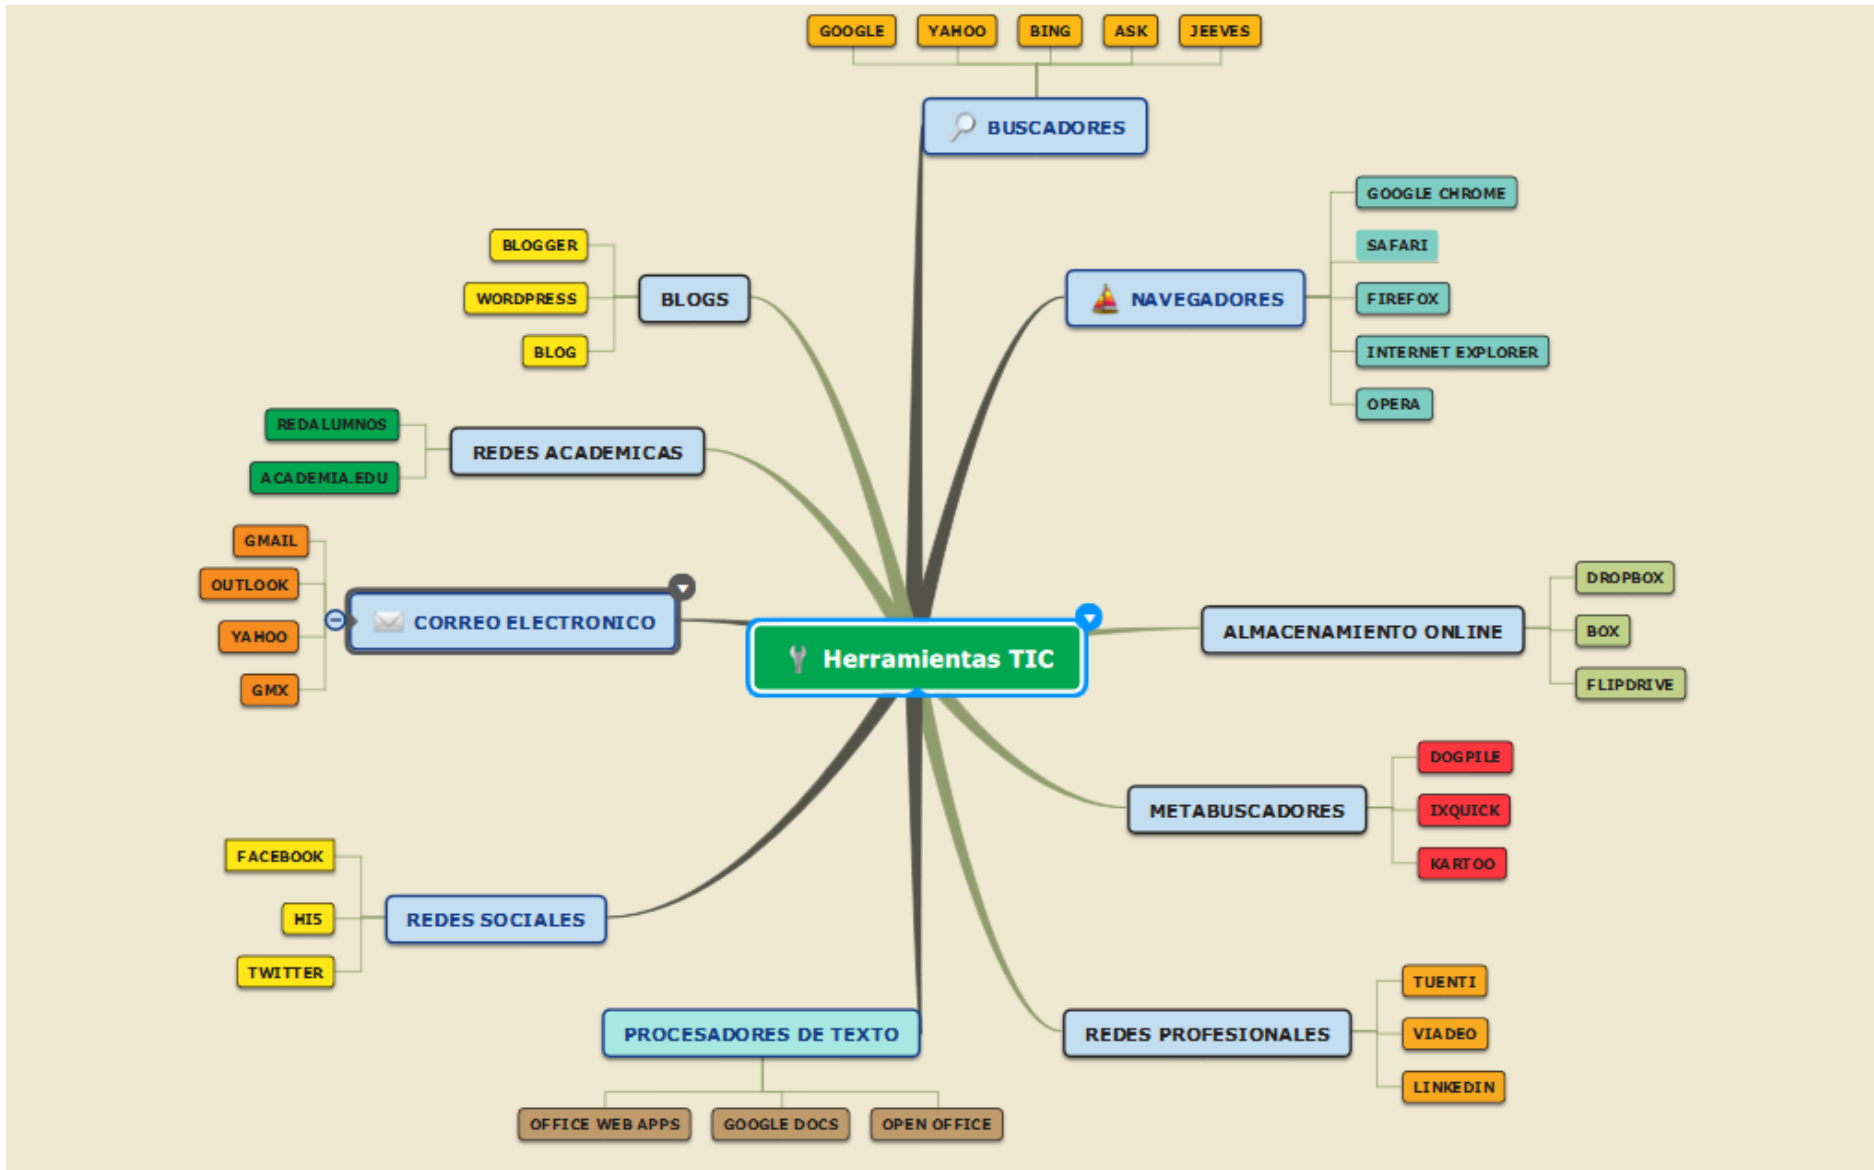 GOOGLE
YAHOO
BING
ASK
JEEVES
BUSCADORES
GOOGLE CHROME
SAFARI
FIREFOX
INTERNET EXPLORER
OPERA
NAVEGADORES
BLOGGER
WORDPRESS
BLOG
BLOGS
REDALUMNOS
ACADEMIA.EDU
REDES ACADEMICAS
GMAIL
OUTLOOK
YAHOO
GMX
CORREO ELECTRONICO
Herramientas TIC
ALMACENAMIENTO ONLINE
DROPBOX
BOX
FLIPDRIVE
METABUSCADORES
DOGPILE
IXQUICK
KARTOO
FACEBOOK
HI5
TWITTER
REDES SOCIALES
PROCESADORES DE TEXTO
OFFICE WEB APPS
GOOGLE DOCS
OPEN OFFICE
REDES PROFESIONALES
TUENTI
VIADEO
LINKEDIN